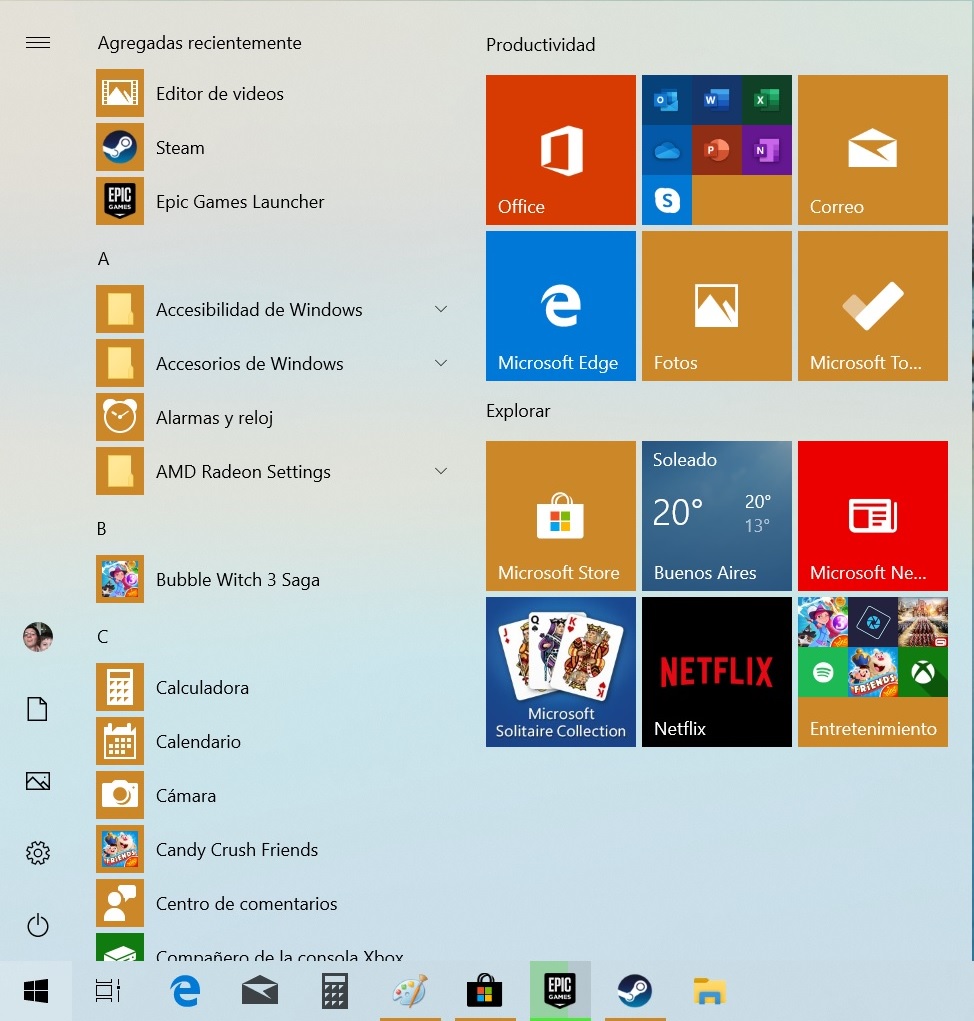 Agregadas recientemente
Editor de videos
Steam
EPIC
GAMES
Epic Games Launcher
A
Accesibilidad de Windows
Accesorios de Windows
Alarmas y reloj
AMD Radeon Settings
B
Bubble Witch 3 Saga
C
Calculadora
Calendario
Cámara
FRIENDS
Candy Crush Friends
Centro de comentarios
Compañero de la consola Xbox
Productividad
Office
O
W
X
P
N
S
Correo
Microsoft Edge
Fotos
Microsoft To...
Explorar
Microsoft Store
Soleado
20°
20°
13°
Buenos Aires
Microsoft Ne...
J
Q
K
K
Microsoft
Solitaire Collection
NETFLIX
Netflix
FRIENDS
Entretenimiento
EPIC
GAMES